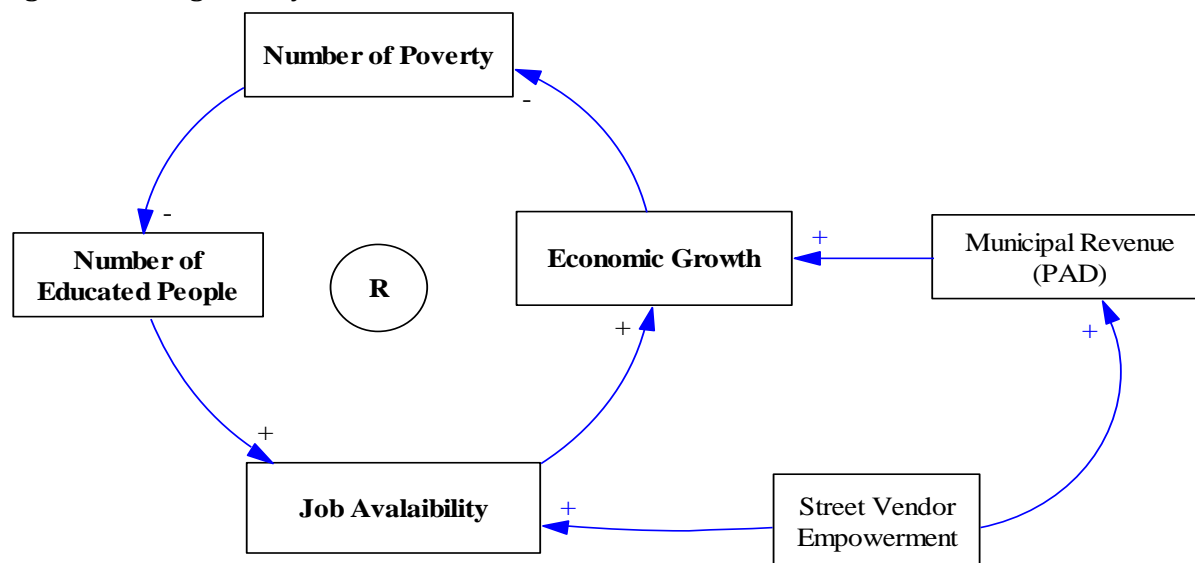 Number of Poverty
-
-
Number of
Educated People
R
Economic Growth
+
Municipal Revenue
(PAD)
+
+
+
Job Avalaibility
+
Street Vendor
Empowerment